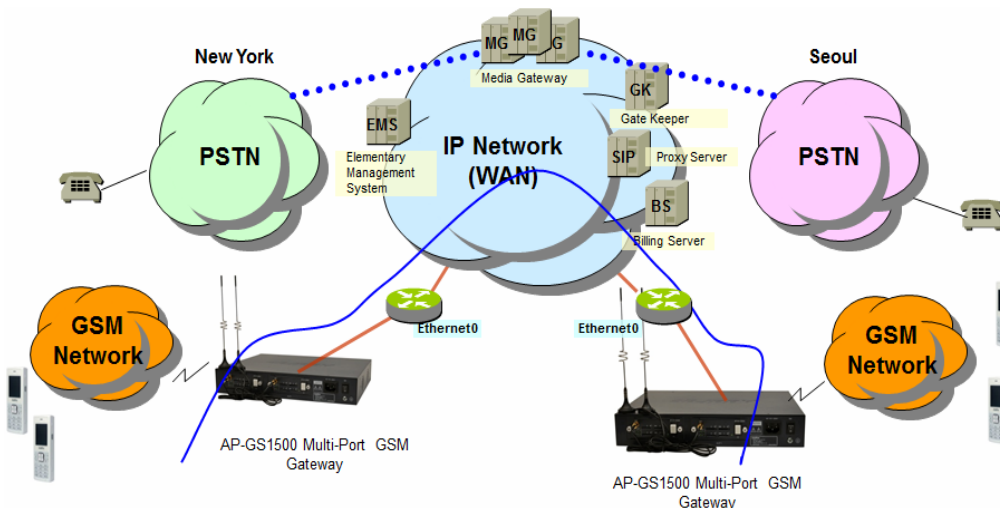 New York
Seoul
MG
MG
G
Media Gateway
GK
Gate Keeper
EMS
Elementary
Management
System
IP Network
(WAN)
SIP
Proxy Server
BS
Billing Server
PSTN
PSTN
Ethernet0
Ethernet0
GSM
Network
GSM
Network
AP-GS1500 Multi-Port GSM
Gateway
AP-GS1500 Multi-Port GSM
Gateway